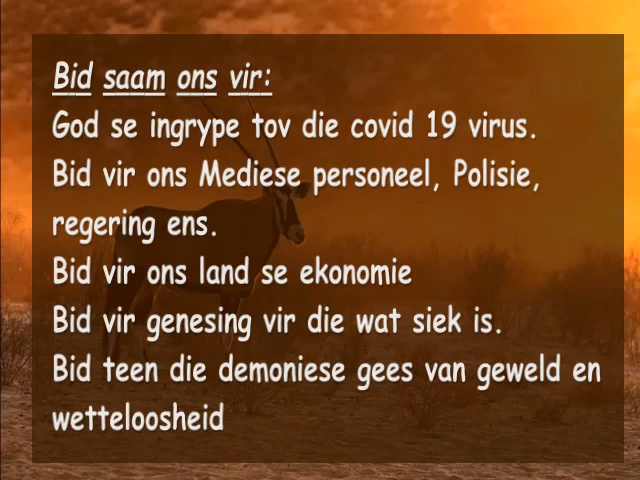 Bid saam ons vir:
God se ingrype tov die covid 19 virus.
Bid vir ons Mediese personeel, Polisie,
regering ens.
Bid vir ons land se ekonomie
Bid vir genesing vir die wat siek is.
Bid teen die demoniese gees van geweld en
wetteloosheid